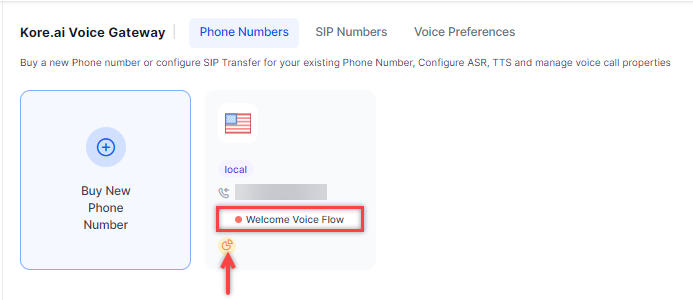 Kore.ai Voice Gateway
Phone Numbers
SIP Numbers
Voice Preferences
Buy a new Phone number or configure SIP Transfer for your existing Phone Number, Configure ASR, TTS and manage voice call properties
Buy New
Phone
Number
local
Welcome Voice Flow